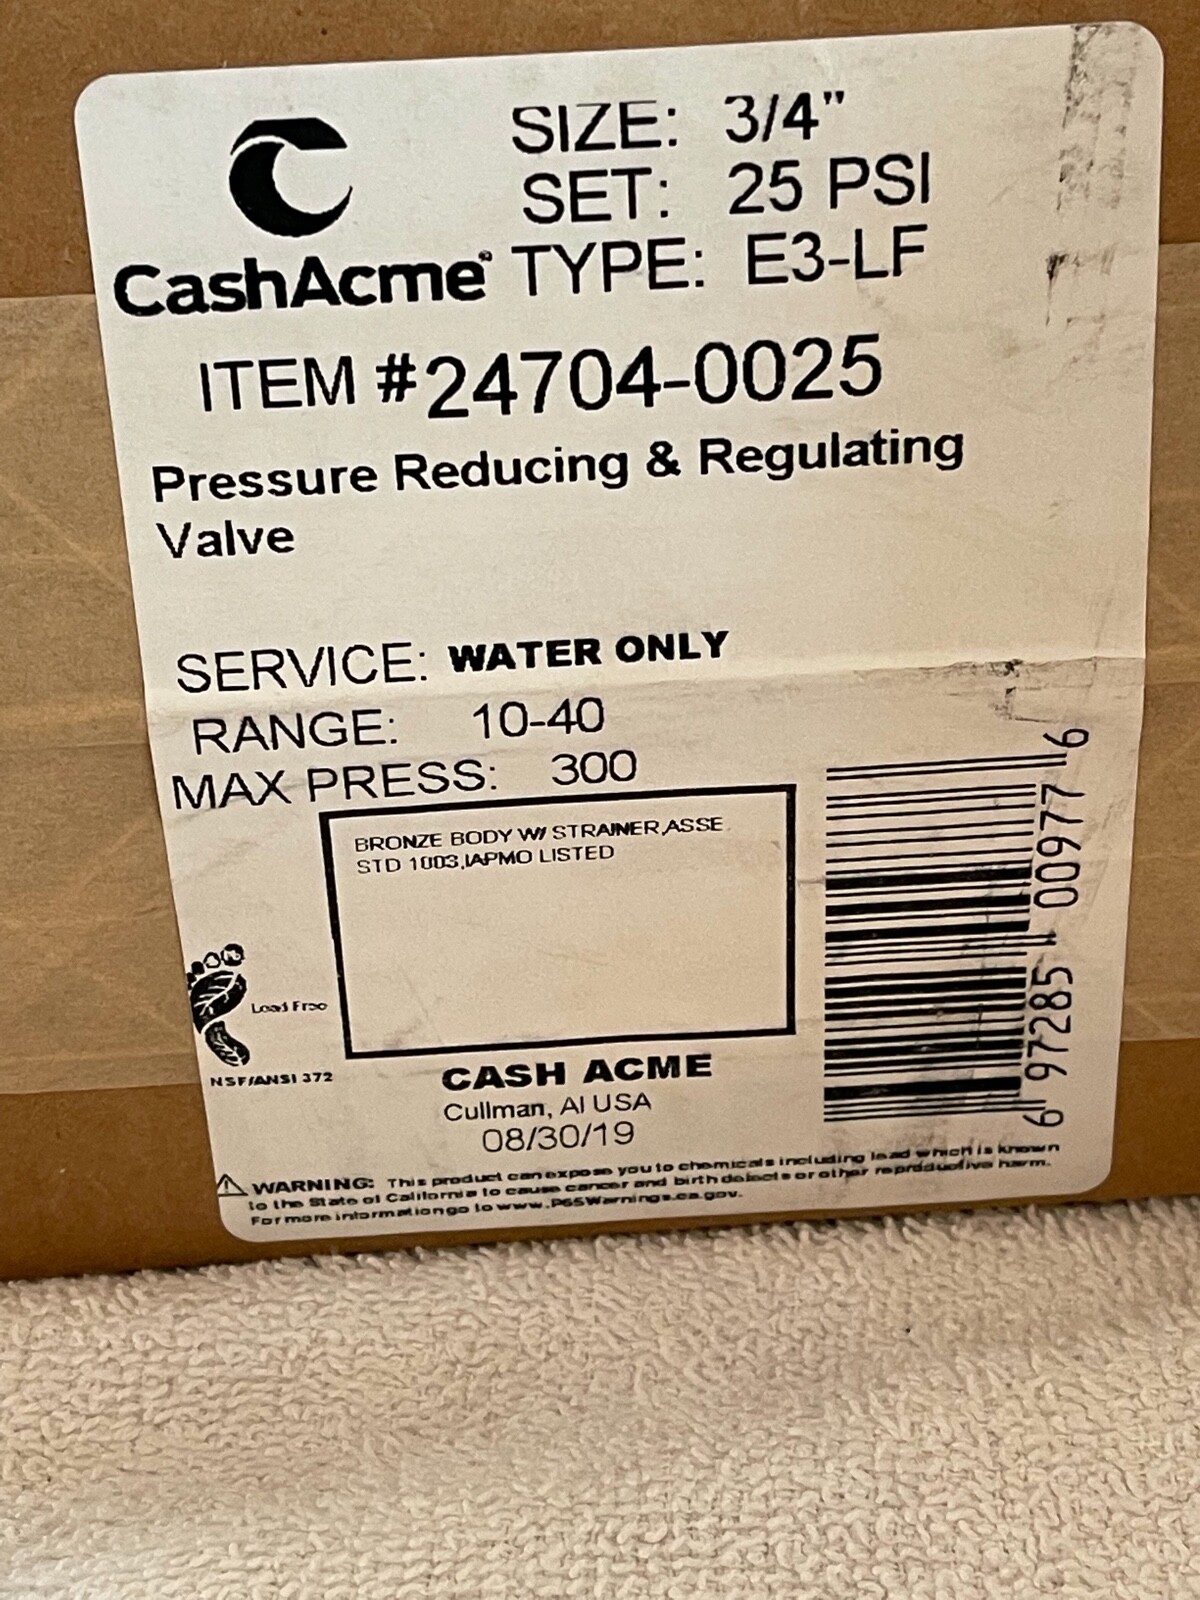 SIZE: 3/4"
SET: 25 PSI
CashAcme® TYPE: E3-LF
ITEM #24704-0025
Pressure Reducing & Regulating
Valve
SERVICE: WATER ONLY
RANGE: 10-40
MAX PRESS: 300
BRONZE BODY W/ STRAINER,ASSE
STD 1003,IAPMO LISTED
Lead Free
NSF/ANSI 372
CASH ACME
Cullman, Al USA
08/30/19
6 97285 00977 6
WARNING: This product can expose you to chemicals including lead which is known
to the State of California to cause cancer and birth defects or other reproductive harm.
For more information go to www.P65Warnings.ca.gov.